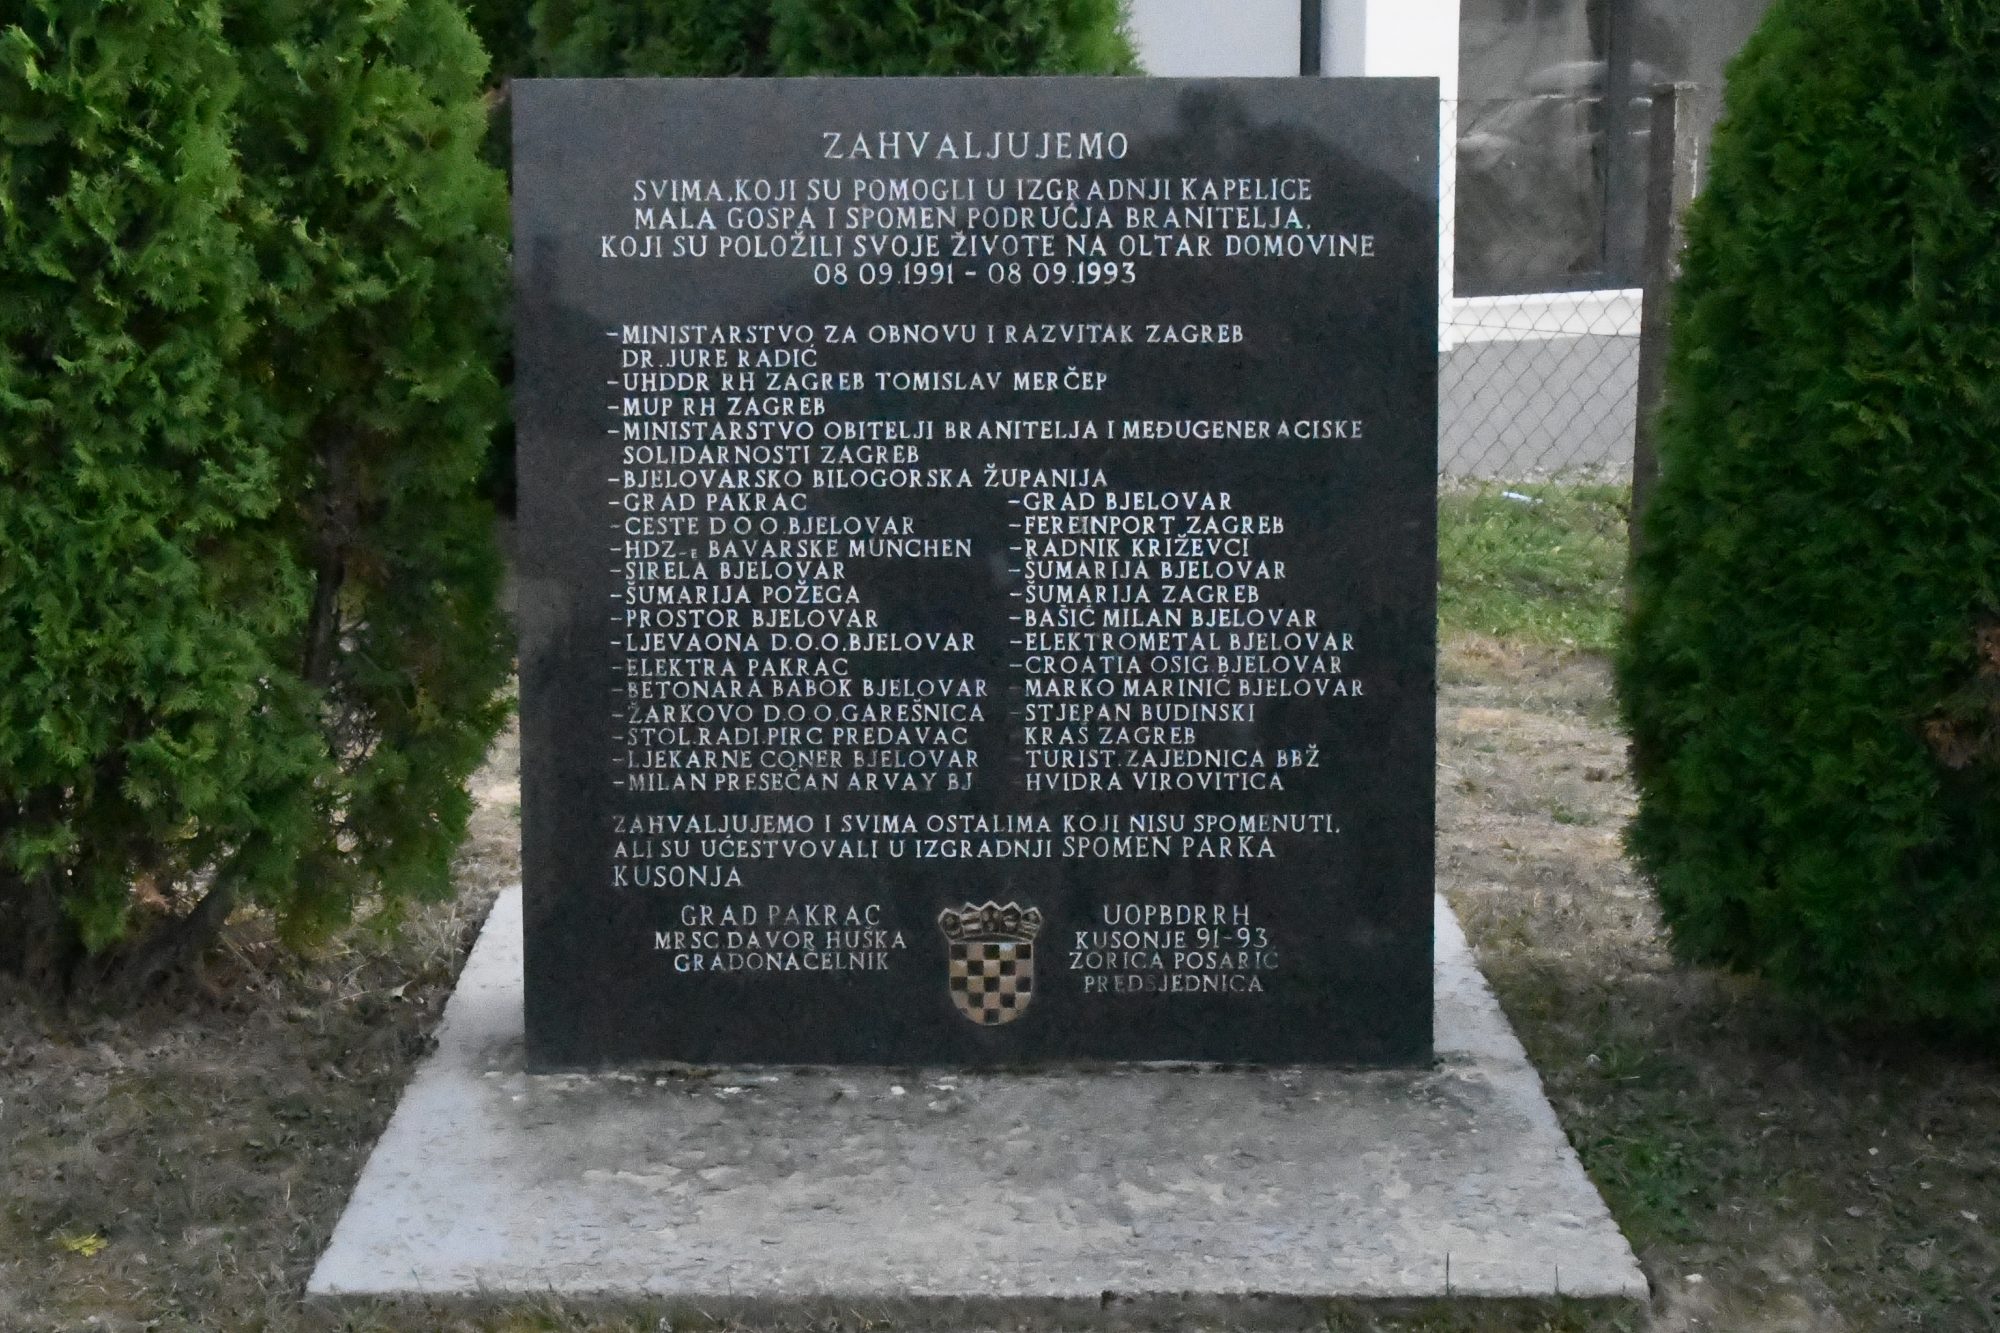 ZAHVALJUJEMO
SVIMA,KOJI SU POMOGLI U IZGRADNJI KAPELICE
MALA GOSPA I SPOMEN PODRUČJA BRANITELJA,
KOJI SU POLOŽILI SVOJE ŽIVOTE NA OLTAR DOMOVINE
08 09.1991 - 08 09.1993
-MINISTARSTVO ZA OBNOVU I RAZVITAK ZAGREB
DR.JURE RADIĆ
-UHDDR RH ZAGREB TOMISLAV MERČEP
-MUP RH ZAGREB
-MINISTARSTVO OBITELJI BRANITELJA I MEĐUGENERACISKE
SOLIDARNOSTI ZAGREB
-BJELOVARSKO BILOGORSKA ŽUPANIJA
-GRAD PAKRAC
-CESTE D.O.O.BJELOVAR
-HDZ-E BAVARSKE MÜNCHEN
-SIRELA BJELOVAR
-ŠUMARIJA POŽEGA
-PROSTOR BJELOVAR
-LJEVAONA D.O.O.BJELOVAR
-ELEKTRA PAKRAC
-BETONARA BABOK BJELOVAR
-ŽARKOVO D.O.O.GAREŠNICA
-STOL.RADI.PIRC PREDAVAC
-LJEKARNE CONER BJELOVAR
-MILAN PRESEČAN ARVAY BJ
-GRAD BJELOVAR
-FEREINPORT ZAGREB
-RADNIK KRIŽEVCI
-ŠUMARIJA BJELOVAR
-ŠUMARIJA ZAGREB
-BAŠIĆ MILAN BJELOVAR
-ELEKTROMETAL BJELOVAR
-CROATIA OSIG.BJELOVAR
-MARKO MARINIĆ BJELOVAR
-STJEPAN BUDINSKI
KRAŠ ZAGREB
TURIST.ZAJEDNICA BBŽ
HVIDRA VIROVITICA
ZAHVALJUJEMO I SVIMA OSTALIMA KOJI NISU SPOMENUTI,
ALI SU UČESTVOVALI U IZGRADNJI SPOMEN PARKA
KUSONJA
GRAD PAKRAC
MRSC.DAVOR HUŠKA
GRADONAČELNIK
UOPBDRRH
KUSONJE 91-93
ZORICA POSARIĆ
PREDSJEDNICA